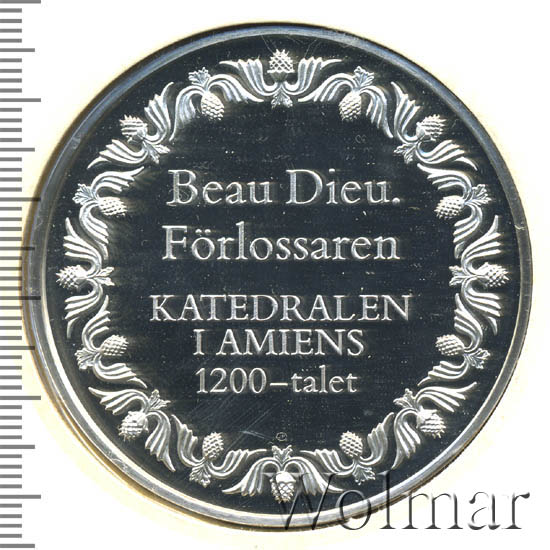 Beau Dieu.
Förlossaren
KATEDRALEN
I AMIENS
1200–talet
Wolmar